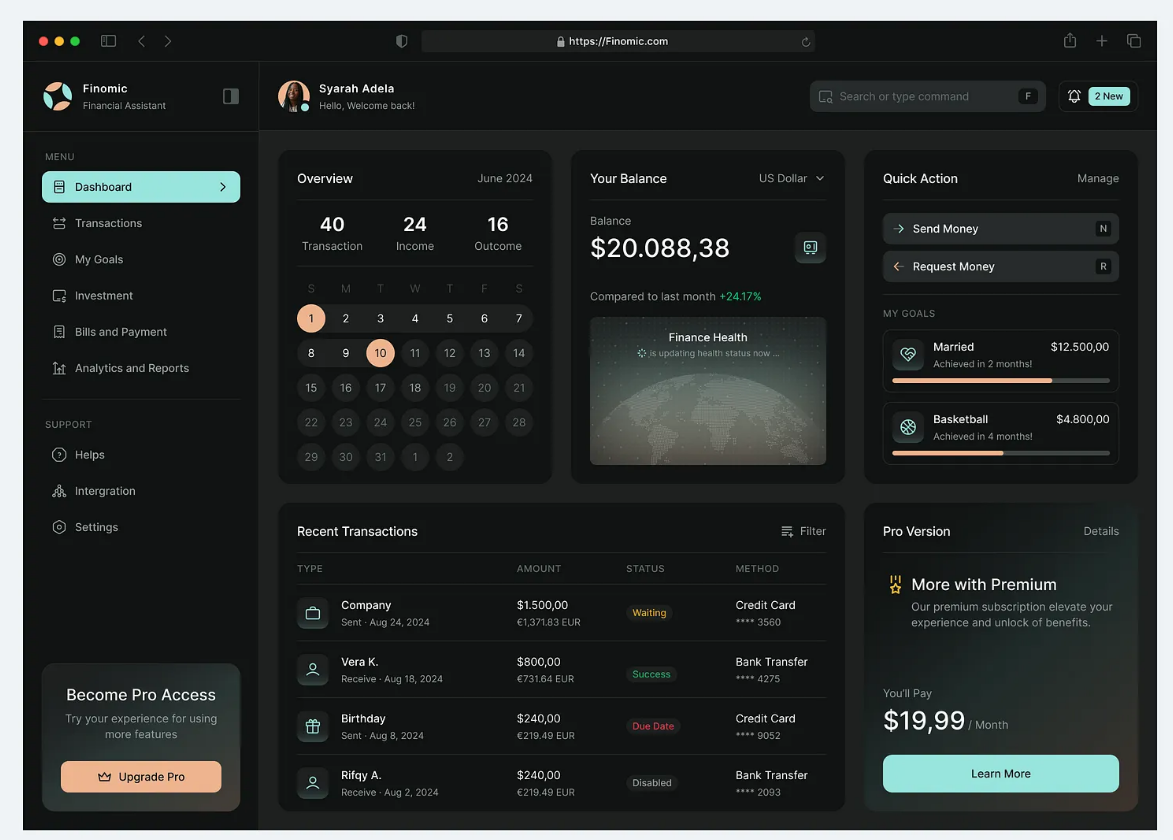 https://Finomic.com
Finomic
Financial Assistant
Syarah Adela
Hello, Welcome back!
Search or type command
F
2 New
MENU
Dashboard
Transactions
My Goals
Investment
Bills and Payment
Analytics and Reports
SUPPORT
Helps
Intergration
Settings
Become Pro Access
Try your experience for using
more features
Upgrade Pro
Overview
June 2024
40 24 16
Transaction Income Outcome
S M T W T F S
1 2 3 4 5 6 7
8 9 10 11 12 13 14
15 16 17 18 19 20 21
22 23 24 25 26 27 28
29 30 31 1 2
Your Balance
US Dollar
Balance
$20.088,38
Compared to last month +24.17%
Finance Health
is updating health status now ...
Quick Action
Manage
Send Money N
Request Money R
MY GOALS
Married $12.500,00
Achieved in 2 months!
Basketball $4.800,00
Achieved in 4 months!
Recent Transactions
Filter
TYPE AMOUNT STATUS METHOD
Company $1.500,00 Waiting Credit Card
Sent · Aug 24, 2024 €1,371.83 EUR **** 3560
Vera K. $800,00 Success Bank Transfer
Receive · Aug 18, 2024 €731.64 EUR **** 4275
Birthday $240,00 Due Date Credit Card
Sent · Aug 8, 2024 €219.49 EUR **** 9052
Rifqy A. $240,00 Disabled Bank Transfer
Receive · Aug 2, 2024 €219.49 EUR **** 2093
Pro Version
Details
More with Premium
Our premium subscription elevate your
experience and unlock of benefits.
You'll Pay
$19,99 / Month
Learn More